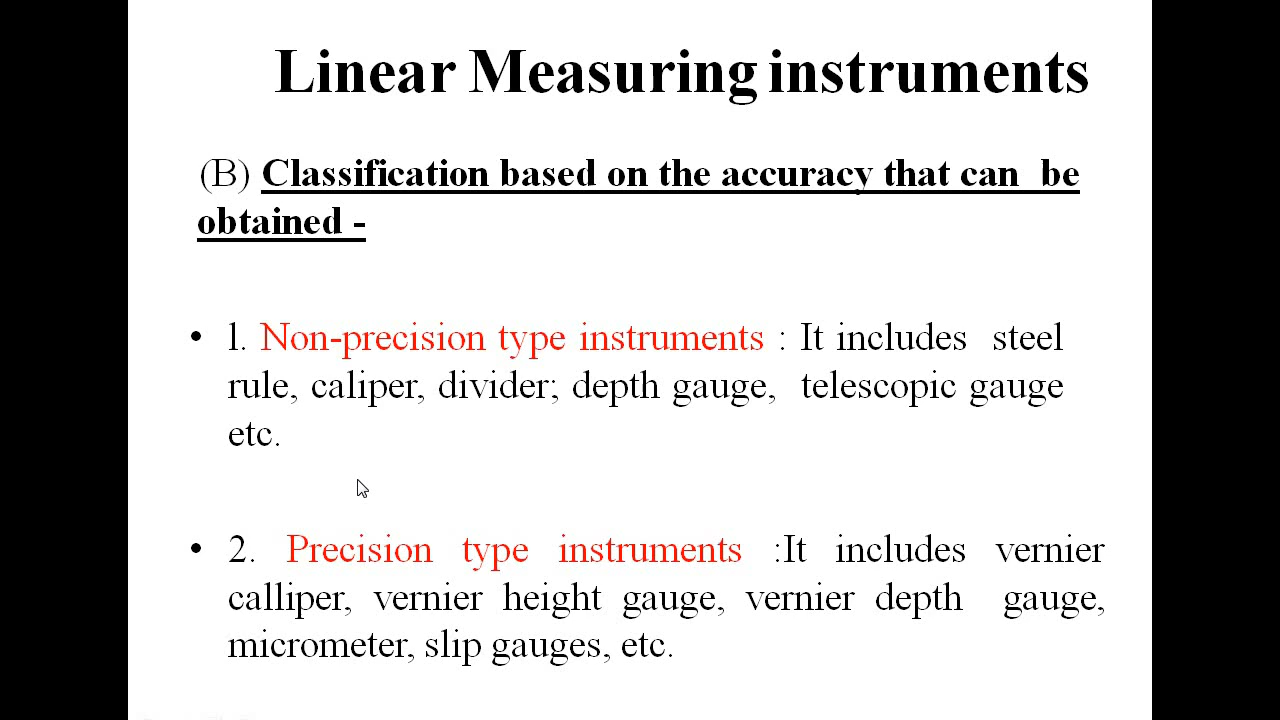 Linear Measuring instruments
(B) Classification based on the accuracy that can be
obtained -
• l. Non-precision type instruments : It includes steel
rule, caliper, divider; depth gauge, telescopic gauge
etc.
• 2. Precision type instruments :It includes vernier
calliper, vernier height gauge, vernier depth gauge,
micrometer, slip gauges, etc.